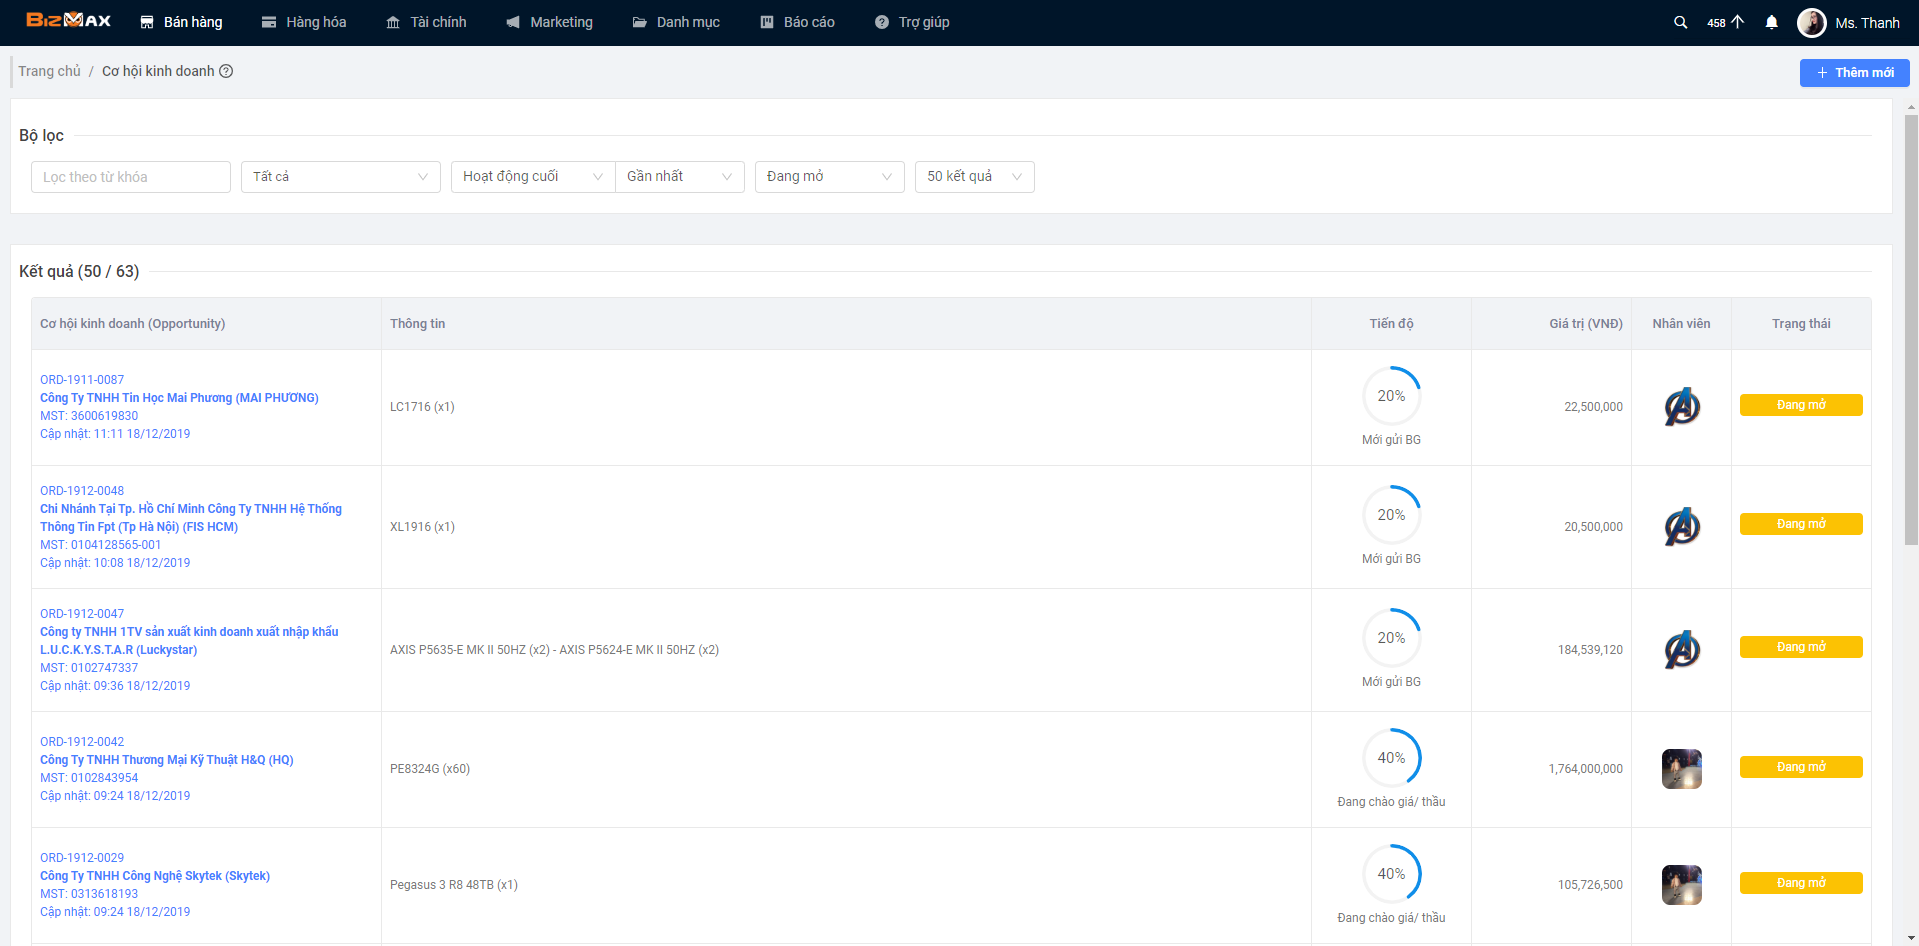 BIZMAX Bán hàng Hàng hóa Tài chính Marketing Danh mục Báo cáo Trợ giúp 458 Ms. Thanh
Trang chủ / Cơ hội kinh doanh ?
+ Thêm mới
Bộ lọc
Lọc theo từ khóa Tất cả Hoạt động cuối Gần nhất Đang mở 50 kết quả
Kết quả (50 / 63)
Cơ hội kinh doanh (Opportunity) Thông tin Tiến độ Giá trị (VNĐ) Nhân viên Trạng thái
ORD-1911-0087
Công Ty TNHH Tin Học Mai Phương (MAI PHƯƠNG)
MST: 3600619830
Cập nhật: 11:11 18/12/2019
LC1716 (x1)
20%
Mới gửi BG
22,500,000
Đang mở
ORD-1912-0048
Chi Nhánh Tại Tp. Hồ Chí Minh Công Ty TNHH Hệ Thống
Thông Tin Fpt (Tp Hà Nội) (FIS HCM)
MST: 0104128565-001
Cập nhật: 10:08 18/12/2019
XL1916 (x1)
20%
Mới gửi BG
20,500,000
Đang mở
ORD-1912-0047
Công ty TNHH 1TV sản xuất kinh doanh xuất nhập khẩu
L.U.C.K.Y.S.T.A.R (Luckystar)
MST: 0102747337
Cập nhật: 09:36 18/12/2019
AXIS P5635-E MK II 50HZ (x2) - AXIS P5624-E MK II 50HZ (x2)
20%
Mới gửi BG
184,539,120
Đang mở
ORD-1912-0042
Công Ty TNHH Thương Mại Kỹ Thuật H&Q (HQ)
MST: 0102843954
Cập nhật: 09:24 18/12/2019
PE8324G (x60)
40%
Đang chào giá/ thầu
1,764,000,000
Đang mở
ORD-1912-0029
Công Ty TNHH Công Nghệ Skytek (Skytek)
MST: 0313618193
Cập nhật: 09:24 18/12/2019
Pegasus 3 R8 48TB (x1)
40%
Đang chào giá/ thầu
105,726,500
Đang mở